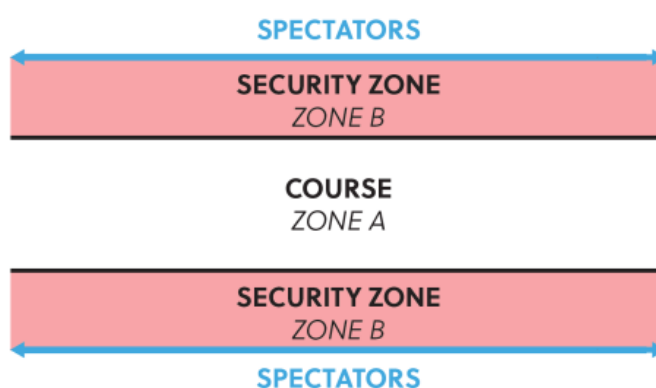 SPECTATORS
SECURITY ZONE
ZONE B
COURSE
ZONE A
SECURITY ZONE
ZONE B
SPECTATORS